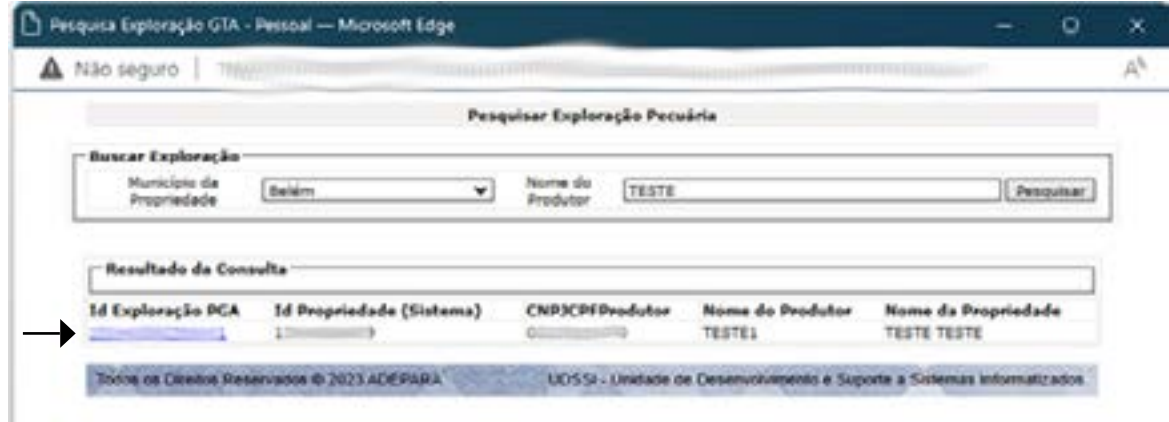 Pesquisa Exploração GTA - Pessoal — Microsoft Edge
Não seguro
Pesquisar Exploração Pecuária
Buscar Exploração
Município da Propriedade Belém Nome do Produtor TESTE Pesquisar
Resultado da Consulta
Id Exploração PGA Id Propriedade (Sistema) CNPJCPFProdutor Nome do Produtor Nome da Propriedade
TESTE1 TESTE TESTE
Todos os Direitos Reservados © 2023 ADEPARÁ UDSSI - Unidade de Desenvolvimento e Suporte a Sistemas Informatizados